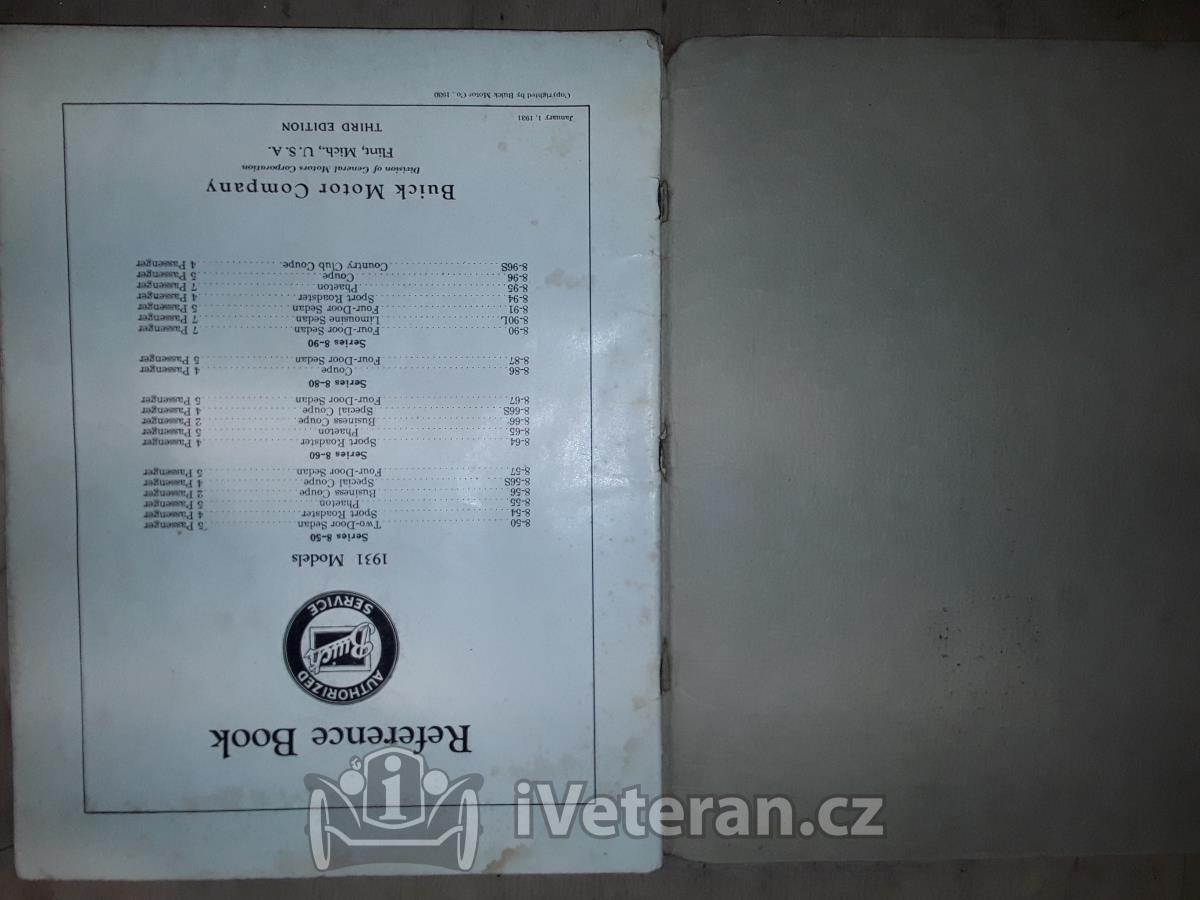 Reference Book
AUTHORIZED
Buick
SERVICE
1931 Models
Series 8-50
8-50 Two-Door Sedan 5 Passenger
8-54 Sport Roadster 4 Passenger
8-55 Phaeton 5 Passenger
8-56 Business Coupe 2 Passenger
8-56S Special Coupe 4 Passenger
8-57 Four-Door Sedan 5 Passenger
Series 8-60
8-64 Sport Roadster 4 Passenger
8-65 Phaeton 5 Passenger
8-66 Business Coupe 2 Passenger
8-66S Special Coupe 4 Passenger
8-67 Four-Door Sedan 5 Passenger
Series 8-80
8-86 Coupe 4 Passenger
8-87 Four-Door Sedan 5 Passenger
Series 8-90
8-90 Four-Door Sedan 7 Passenger
8-90L Limousine Sedan 7 Passenger
8-91 Four-Door Sedan 5 Passenger
8-94 Sport Roadster 4 Passenger
8-95 Phaeton 7 Passenger
8-96 Coupe 5 Passenger
8-96S Country Club Coupe 4 Passenger
Buick Motor Company
Division of General Motors Corporation
Flint, Mich., U. S. A.
THIRD EDITION
January 1, 1931
Copyrighted by Buick Motor Co., 1930
iVeteran.cz